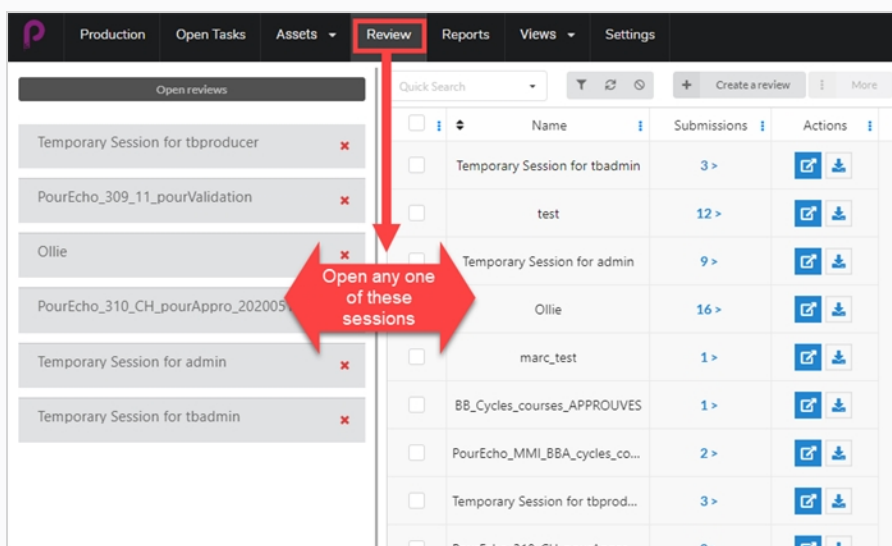 Production Open Tasks Assets Review Reports Views Settings
Open reviews
Temporary Session for tbproducer
PourEcho_309_11_pourValidation
Ollie
PourEcho_310_CH_pourAppro_202005
Temporary Session for admin
Temporary Session for tbadmin
Open any one
of these
sessions
Quick Search + Create a review More
Name Submissions Actions
Temporary Session for tbadmin 3 >
test 12 >
Temporary Session for admin 9 >
Ollie 16 >
marc_test 1 >
BB_Cycles_courses_APPROUVES 1 >
PourEcho_MMI_BBA_cycles_co... 2 >
Temporary Session for tbprod... 3 >